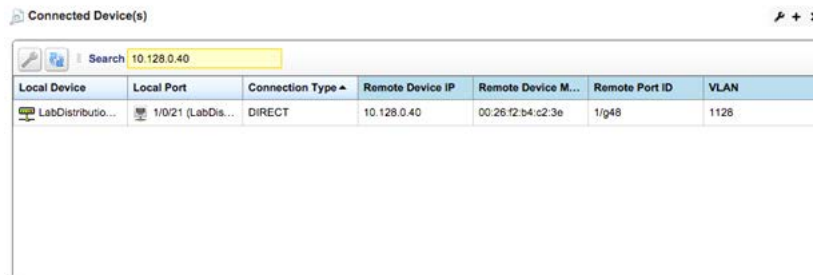 Connected Device(s)
Search 10.128.0.40
Local Device Local Port Connection Type Remote Device IP Remote Device M... Remote Port ID VLAN
LabDistributio... 1/0/21 (LabDis... DIRECT 10.128.0.40 00:26:f2:b4:c2:3e 1/g48 1128